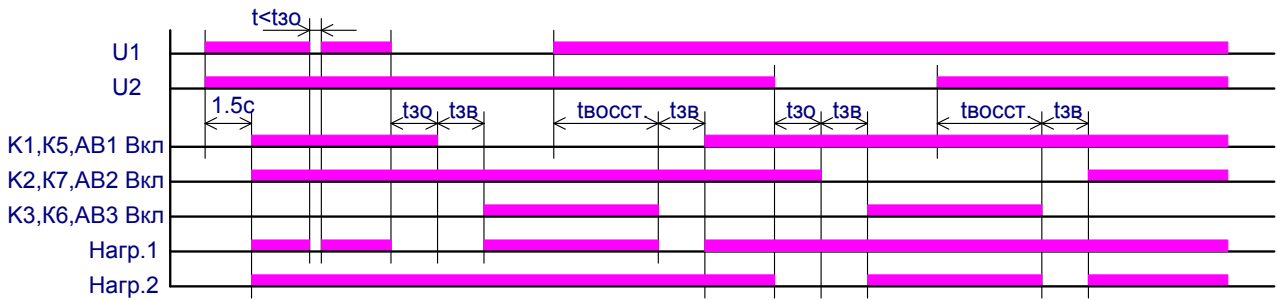 t<tзо
U1
U2
1.5с tзо tзв tвосст. tзв tзо tзв tвосст. tзв
К1,К5,АВ1 Вкл
К2,К7,АВ2 Вкл
К3,К6,АВ3 Вкл
Нагр.1
Нагр.2